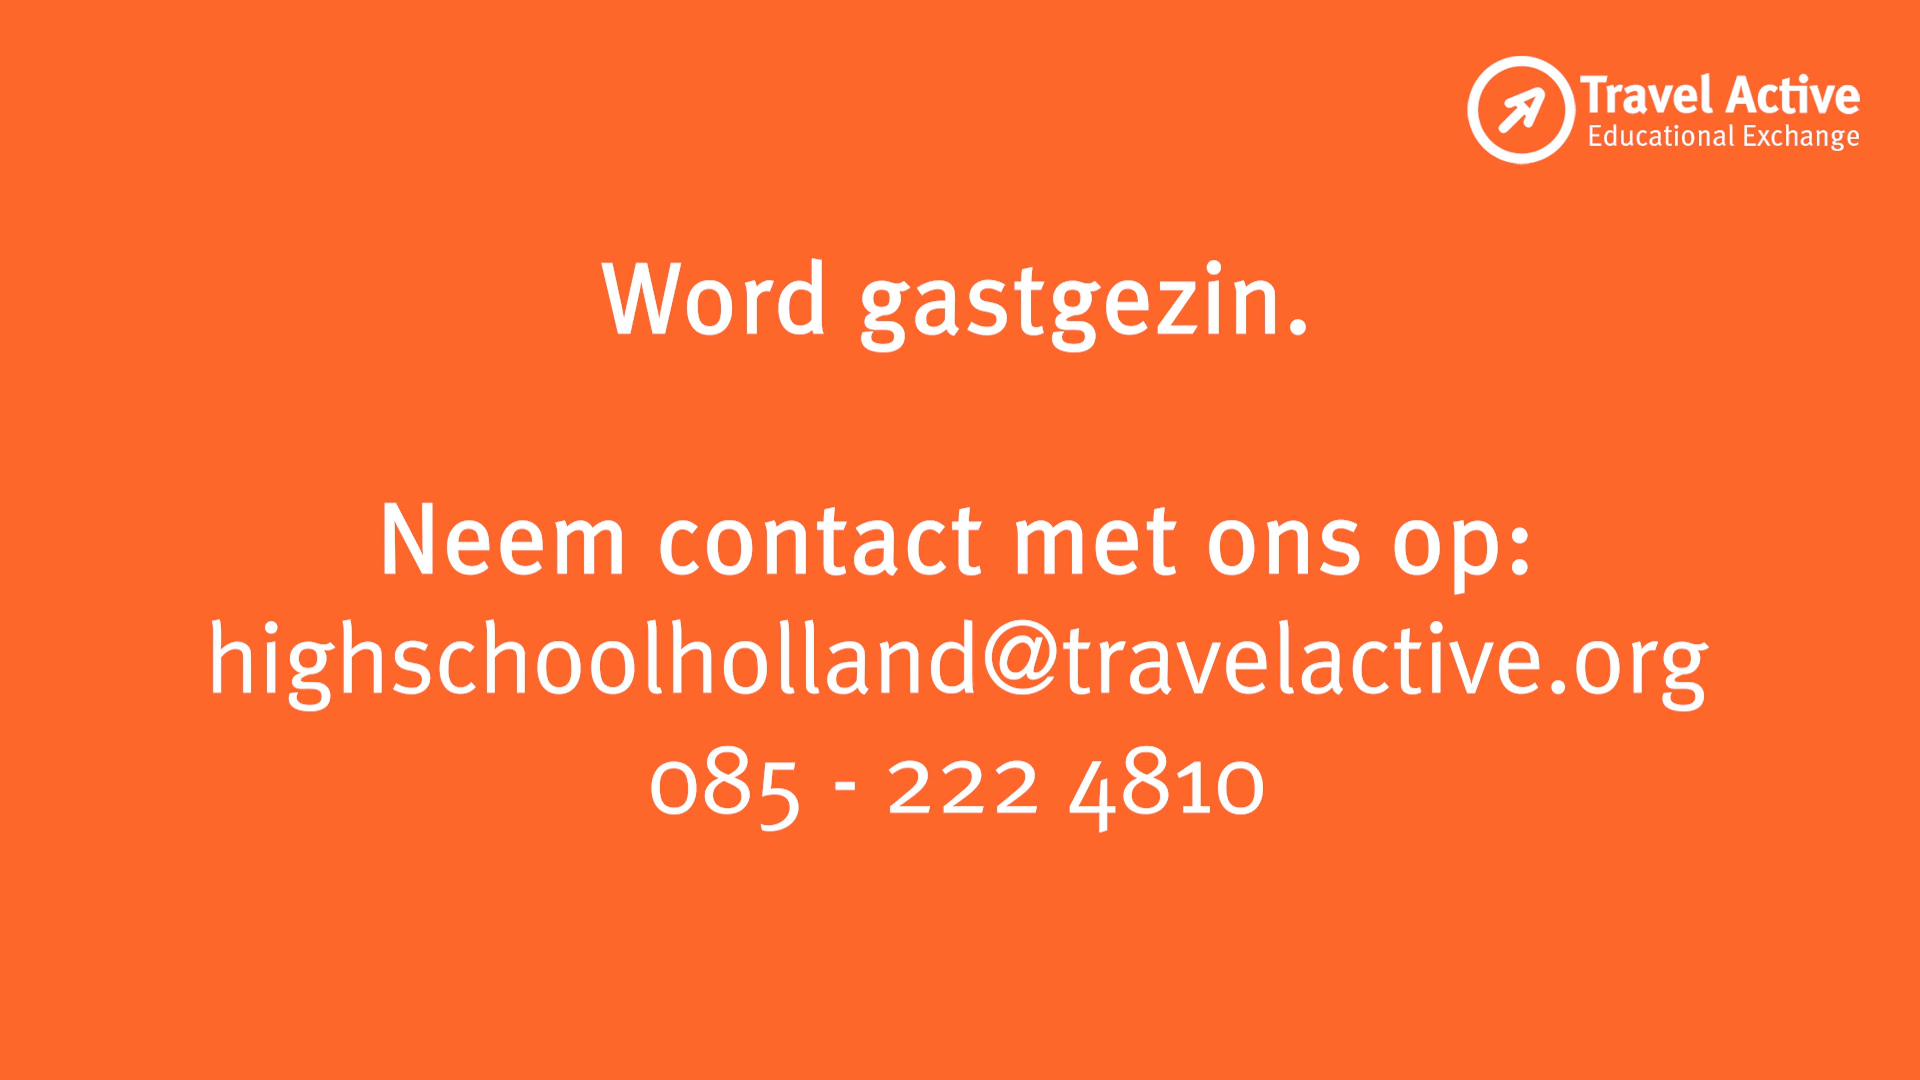 Travel Active
Educational Exchange
Word gastgezin.
Neem contact met ons op:
highschoolholland@travelactive.org
085 - 222 4810